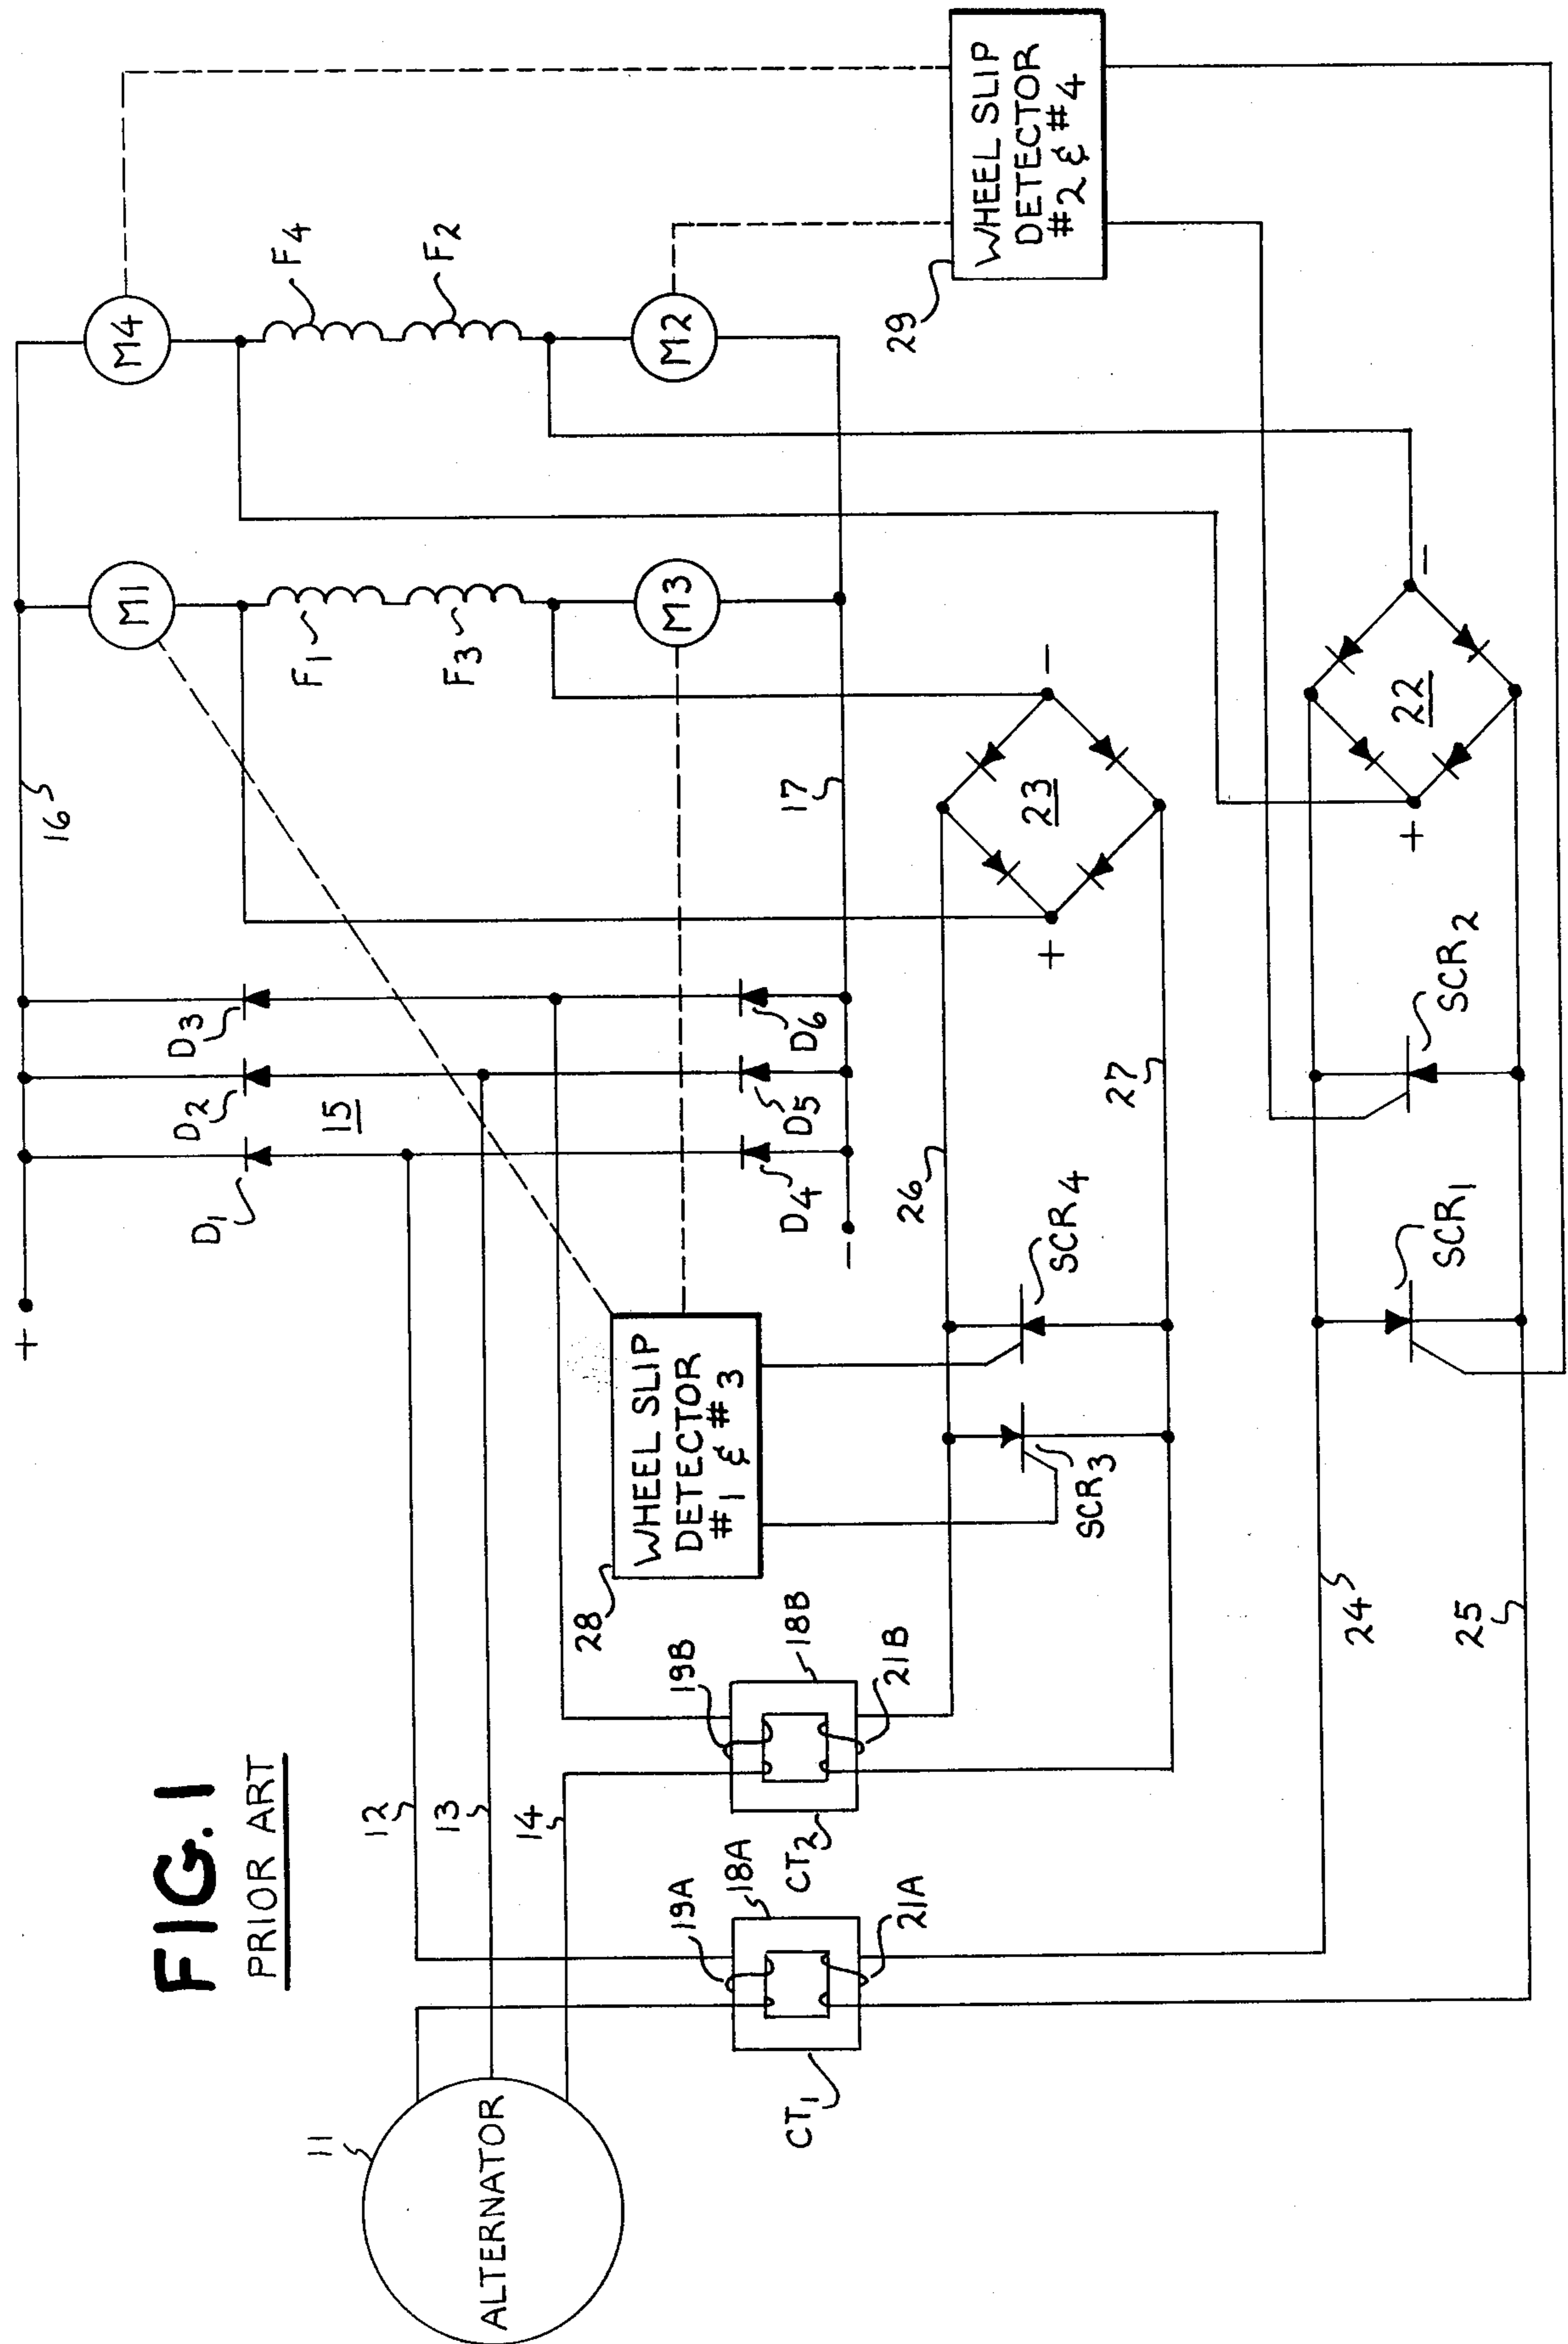 FIG. 1
PRIOR ART
11
ALTERNATOR
12
13
14
CT1
19A
18A
21A
CT2
19B
18B
21B
28
WHEEL SLIP
DETECTOR
#1 & #3
+
D1
D2
D3
15
D4
D5
D6
-
16
17
M1
F1
F3
M3
M4
F4
F2
M2
29
WHEEL SLIP
DETECTOR
#2 & #4
26
27
SCR3
SCR4
+
23
-
24
25
SCR1
SCR2
+
22
-